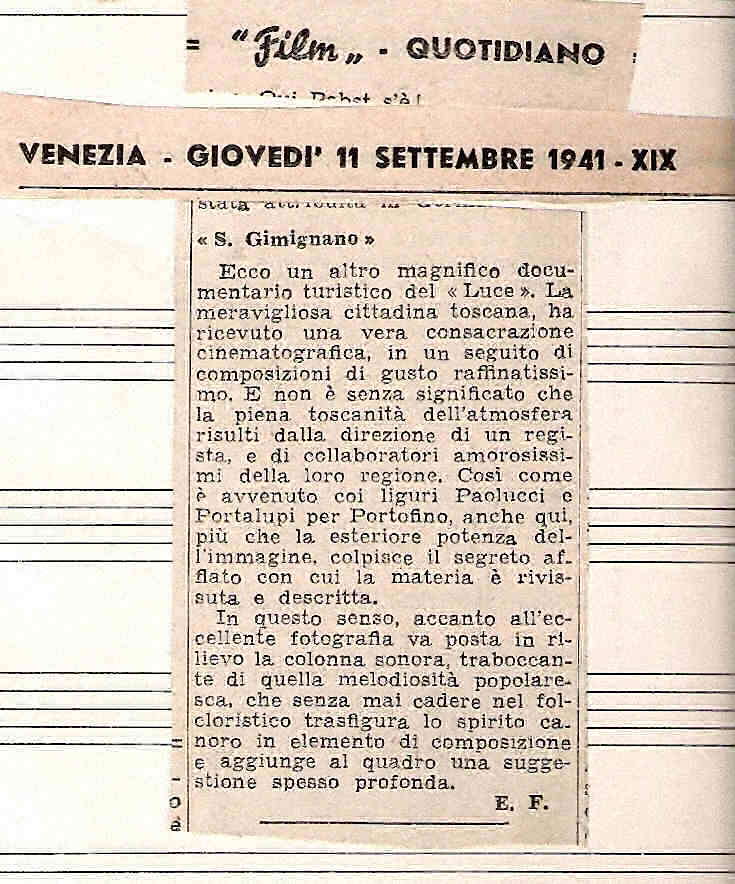 = "Film„ - QUOTIDIANO =
Qui Pabst s'è!
VENEZIA - GIOVEDI' 11 SETTEMBRE 1941 - XIX
stata attribuita in
« S. Gimignano »
Ecco un altro magnifico docu-
mentario turistico del « Luce ». La
meravigliosa cittadina toscana, ha
ricevuto una vera consacrazione
cinematografica, in un seguito di
composizioni di gusto raffinatissi-
mo. E non è senza significato che
la piena toscanità dell'atmosfera
risulti dalla direzione di un regi-
sta, e di collaboratori amorosissi-
mi della loro regione. Così come
è avvenuto coi liguri Paolucci e
Portalupi per Portofino, anche qui,
più che la esteriore potenza del-
l'immagine, colpisce il segreto af-
flato con cui la materia è rivis-
suta e descritta.
In questo senso, accanto all'ec-
cellente fotografia va posta in ri-
lievo la colonna sonora, traboccan-
te di quella melodiosità popolare-
sca, che senza mai cadere nel fol-
cloristico trasfigura lo spirito ca-
noro in elemento di composizione
e aggiunge al quadro una sugge-
stione spesso profonda.
E. F.